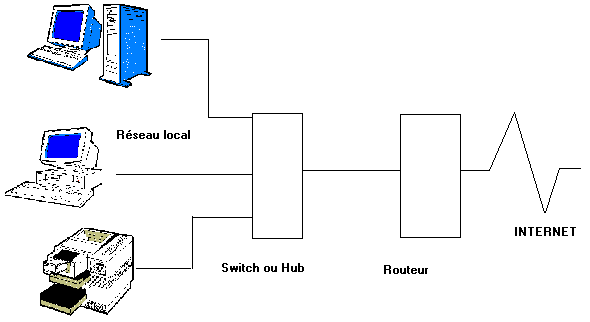 Réseau local
INTERNET
Switch ou Hub
Routeur